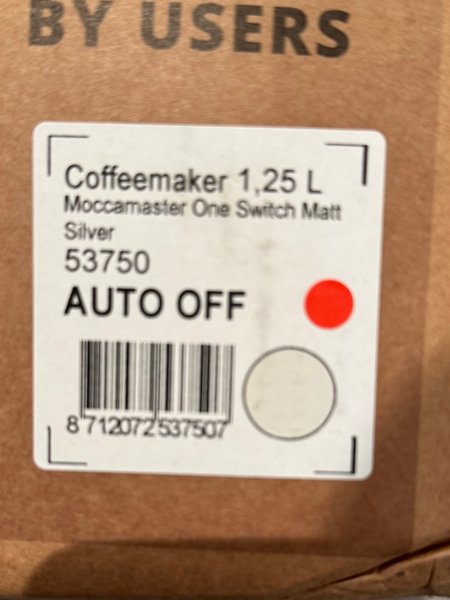 BY USERS
Coffeemaker 1,25 L
Moccamaster One Switch Matt
Silver
53750
AUTO OFF
8 712072 537507